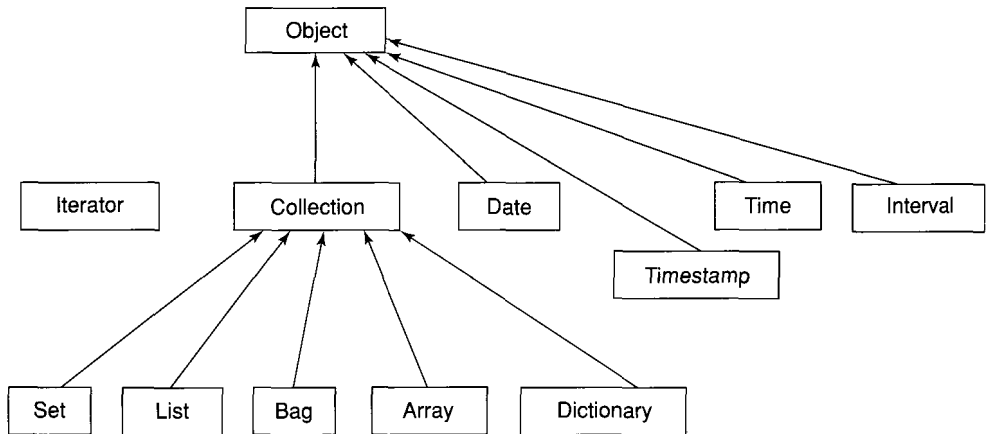 Object
Iterator
Collection
Date
Time
Interval
Timestamp
Set
List
Bag
Array
Dictionary